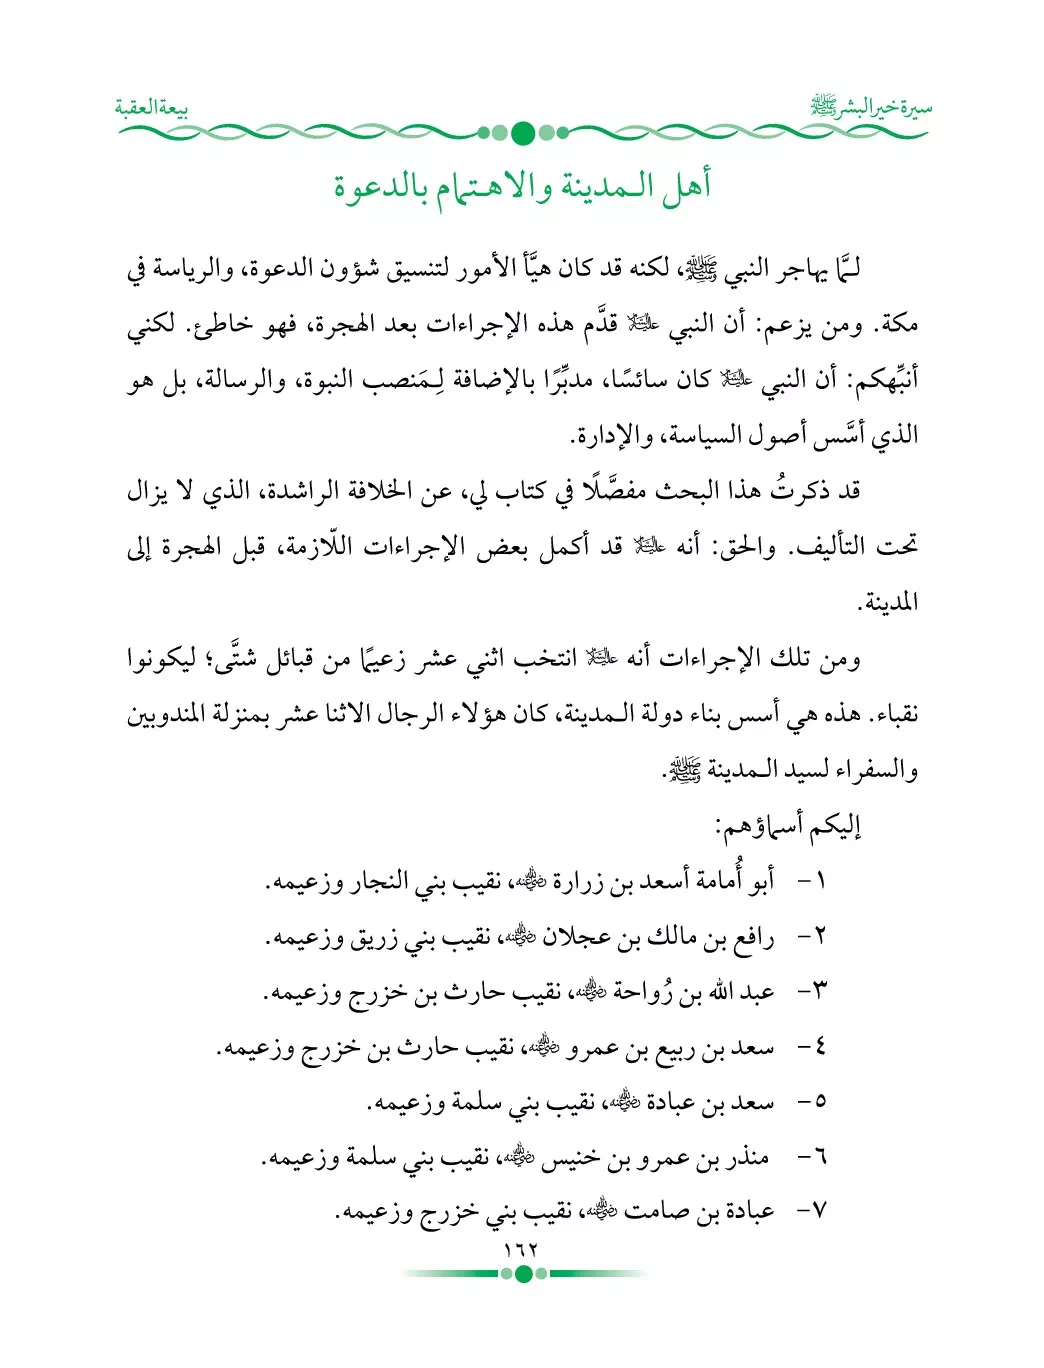 سيرة خير البشر ﷺ
بيعة العقبة
أهل الـمدينة والاهـتمام بالدعوة
لـمَّا يهاجر النبي ﷺ، لكنه قد كان هيَّأ الأمور لتنسيق شؤون الدعوة، والرياسة في
مكة. ومن يزعم: أن النبي عليه السلام قدَّم هذه الإجراءات بعد الهجرة، فهو خاطئ. لكني
أنبِّهكم: أن النبي عليه السلام كان سائسًا، مدبِّرًا بالإضافة لِـمَنصب النبوة، والرسالة، بل هو
الذي أسَّس أصول السياسة، والإدارة.
قد ذكرتُ هذا البحث مفصَّلًا في كتاب لي، عن الخلافة الراشدة، الذي لا يزال
تحت التأليف. والحق: أنه عليه السلام قد أكمل بعض الإجراءات اللّازمة، قبل الهجرة إلى
المدينة.
ومن تلك الإجراءات أنه عليه السلام انتخب اثني عشر زعيمًا من قبائل شتَّى؛ ليكونوا
نقباء. هذه هي أسس بناء دولة الـمدينة، كان هؤلاء الرجال الاثنا عشر بمنزلة المندوبين
والسفراء لسيد الـمدينة ﷺ.
إليكم أسماؤهم:
١- أبو أُمامة أسعد بن زرارة رضي الله عنه، نقيب بني النجار وزعيمه.
٢- رافع بن مالك بن عجلان رضي الله عنه، نقيب بني زريق وزعيمه.
٣- عبد الله بن رُواحة رضي الله عنه، نقيب حارث بن خزرج وزعيمه.
٤- سعد بن ربيع بن عمرو رضي الله عنه، نقيب حارث بن خزرج وزعيمه.
٥- سعد بن عبادة رضي الله عنه، نقيب بني سلمة وزعيمه.
٦- منذر بن عمرو بن خنيس رضي الله عنه، نقيب بني سلمة وزعيمه.
٧- عبادة بن صامت رضي الله عنه، نقيب بني خزرج وزعيمه.
١٦٢